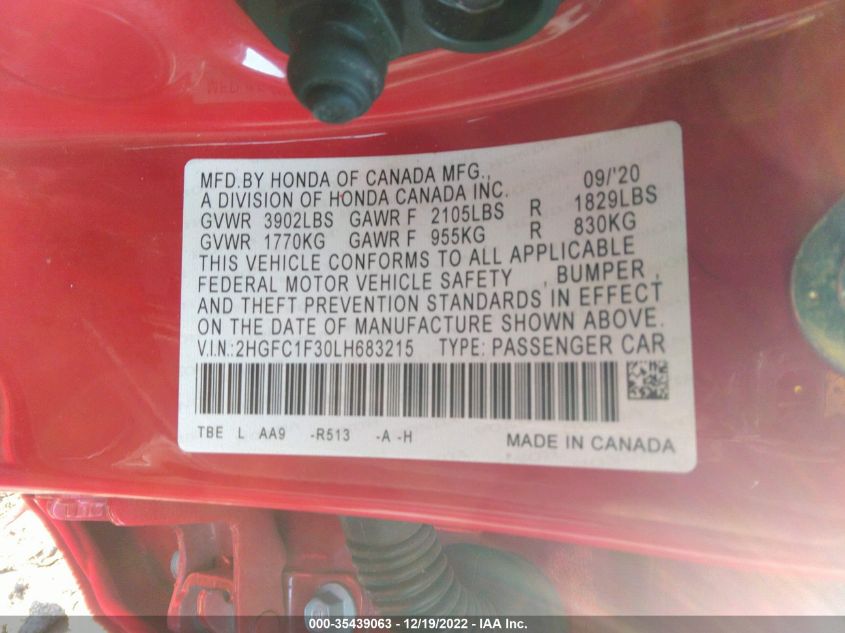 MFD.BY HONDA OF CANADA MFG., 09/'20
A DIVISION OF HONDA CANADA INC.
GVWR 3902LBS GAWR F 2105LBS R 1829LBS
GVWR 1770KG GAWR F 955KG R 830KG
THIS VEHICLE CONFORMS TO ALL APPLICABLE
FEDERAL MOTOR VEHICLE SAFETY , BUMPER ,
AND THEFT PREVENTION STANDARDS IN EFFECT
ON THE DATE OF MANUFACTURE SHOWN ABOVE.
V.I.N.:2HGFC1F30LH683215 TYPE: PASSENGER CAR
TBE L AA9 -R513 -A -H MADE IN CANADA
000-35439063 - 12/19/2022 - IAA Inc.